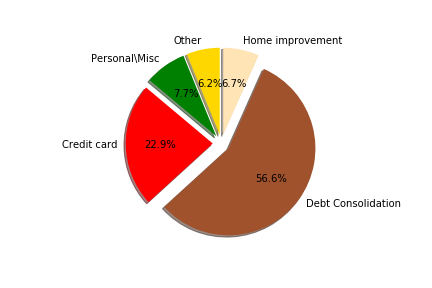 Other
Home improvement
Personal\Misc
6.2%
6.7%
7.7%
Credit card
22.9%
56.6%
Debt Consolidation